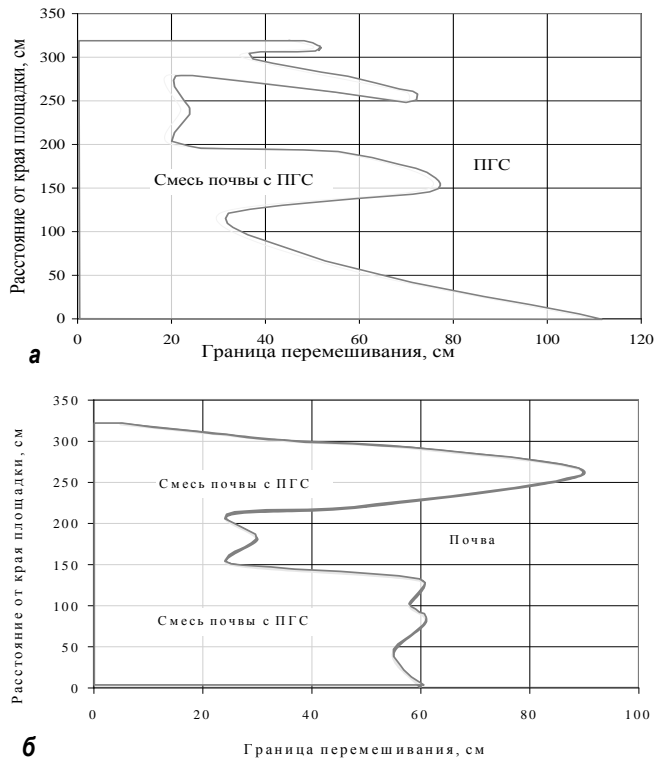 350
300
250
200
150
100
50
0
Расстояние от края площадки, см
Смесь почвы с ПГС
ПГС
0 20 40 60 80 100 120
Граница перемешивания, см
а
350
300
250
200
150
100
50
0
Расстояние от края площадки, см
Смесь почвы с ПГС
Почва
Смесь почвы с ПГС
0 20 40 60 80 100
Граница перемешивания, см
б